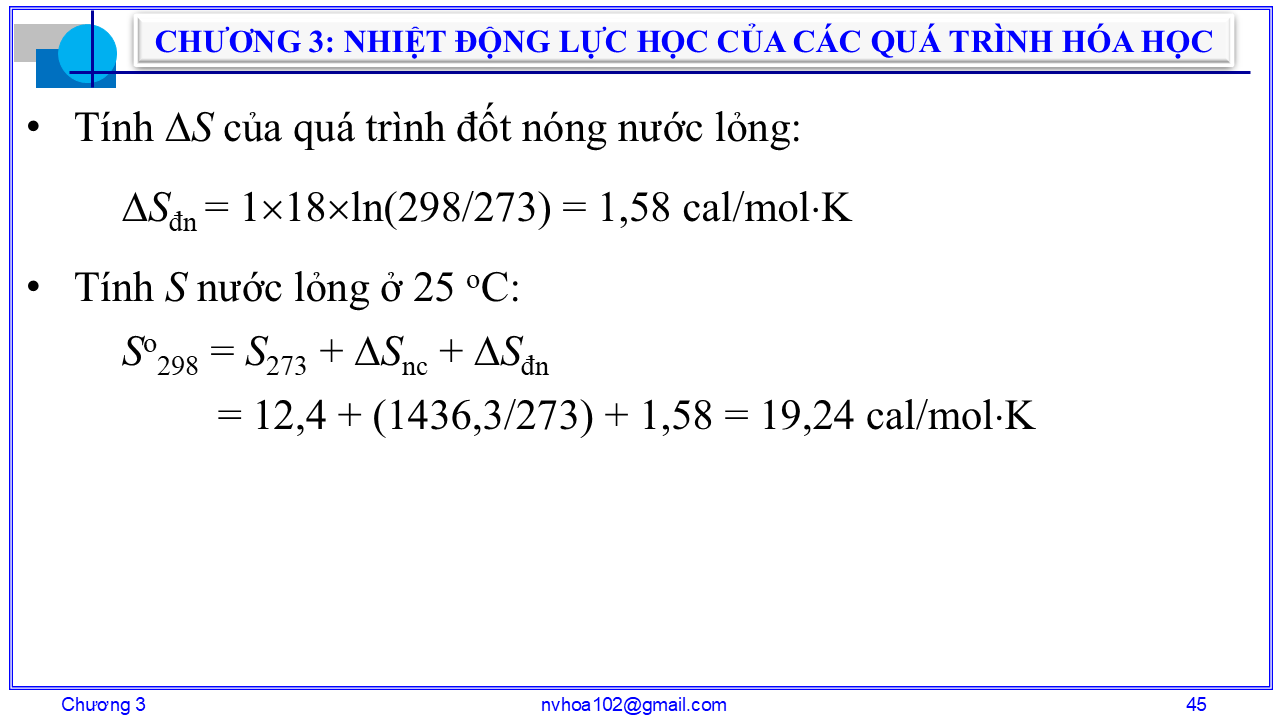 CHƯƠNG 3: NHIỆT ĐỘNG LỰC HỌC CỦA CÁC QUÁ TRÌNH HÓA HỌC
• Tính ΔS của quá trình đốt nóng nước lỏng:
ΔSđn = 1×18×ln(298/273) = 1,58 cal/mol·K
• Tính S nước lỏng ở 25 ºC:
Sº298 = S273 + ΔSnc + ΔSđn
= 12,4 + (1436,3/273) + 1,58 = 19,24 cal/mol·K
Chương 3 nvhoa102@gmail.com 45